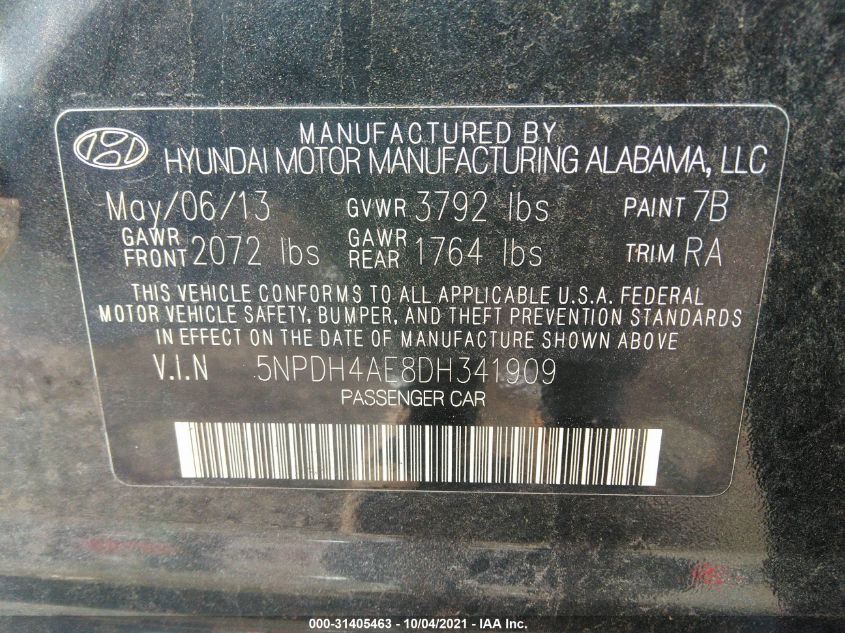 MANUFACTURED BY
HYUNDAI MOTOR MANUFACTURING ALABAMA, LLC
May/06/13 GVWR 3792 lbs PAINT 7B
GAWR FRONT 2072 lbs GAWR REAR 1764 lbs TRIM RA
THIS VEHICLE CONFORMS TO ALL APPLICABLE U.S.A. FEDERAL
MOTOR VEHICLE SAFETY, BUMPER, AND THEFT PREVENTION STANDARDS
IN EFFECT ON THE DATE OF MANUFACTURE SHOWN ABOVE.
V.I.N 5NPDH4AE8DH341909
PASSENGER CAR
000-31405463 - 10/04/2021 - IAA Inc.